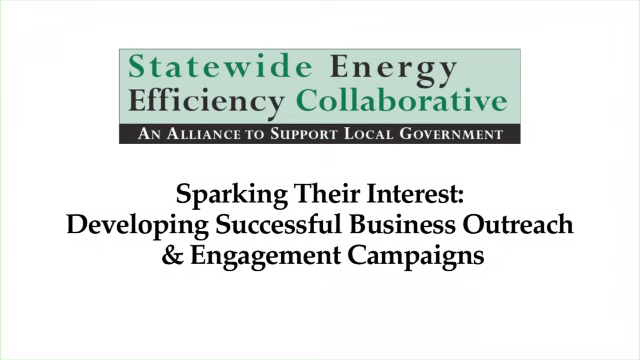 Statewide Energy
Efficiency Collaborative
An Alliance to Support Local Government
Sparking Their Interest:
Developing Successful Business Outreach
& Engagement Campaigns